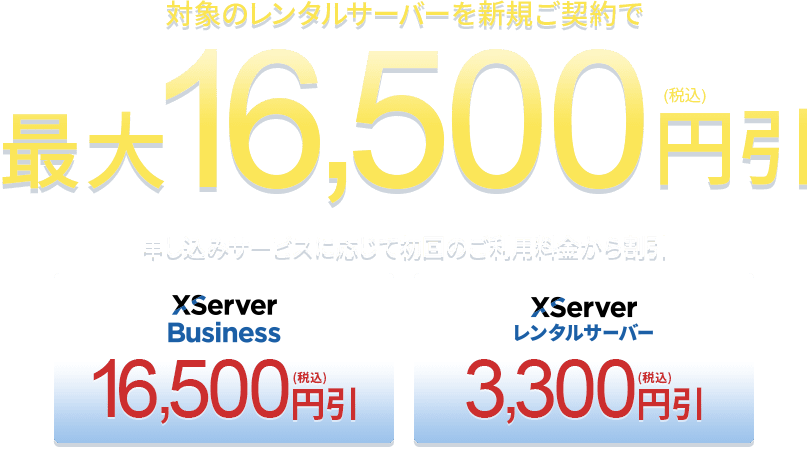 対象のレンタルサーバーを新規ご契約で
最大16,500円引
(税込)
申し込みサービスに応じて初回のご利用料金から割引
XServer
Business
16,500円引
(税込)
XServer
レンタルサーバー
3,300円引
(税込)